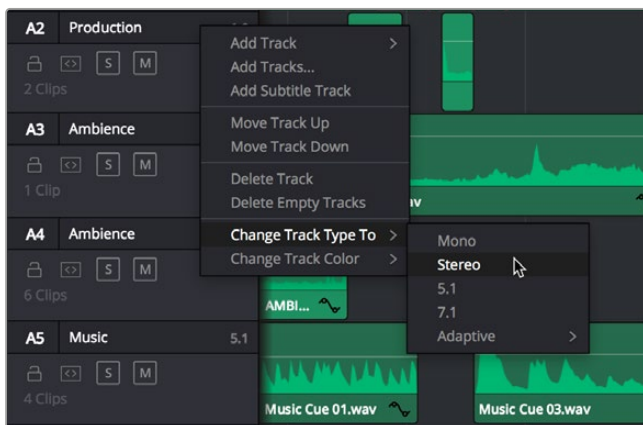 A2 Production
S M
2 Clips
A3 Ambience
S M
1 Clip
A4 Ambience
S M
6 Clips
A5 Music 5.1
S M
4 Clips
Add Track
Add Tracks...
Add Subtitle Track
Move Track Up
Move Track Down
Delete Track
Delete Empty Tracks
Change Track Type To
Change Track Color
Mono
Stereo
5.1
7.1
Adaptive
AMBI...
Music Cue 01.wav
Music Cue 03.wav